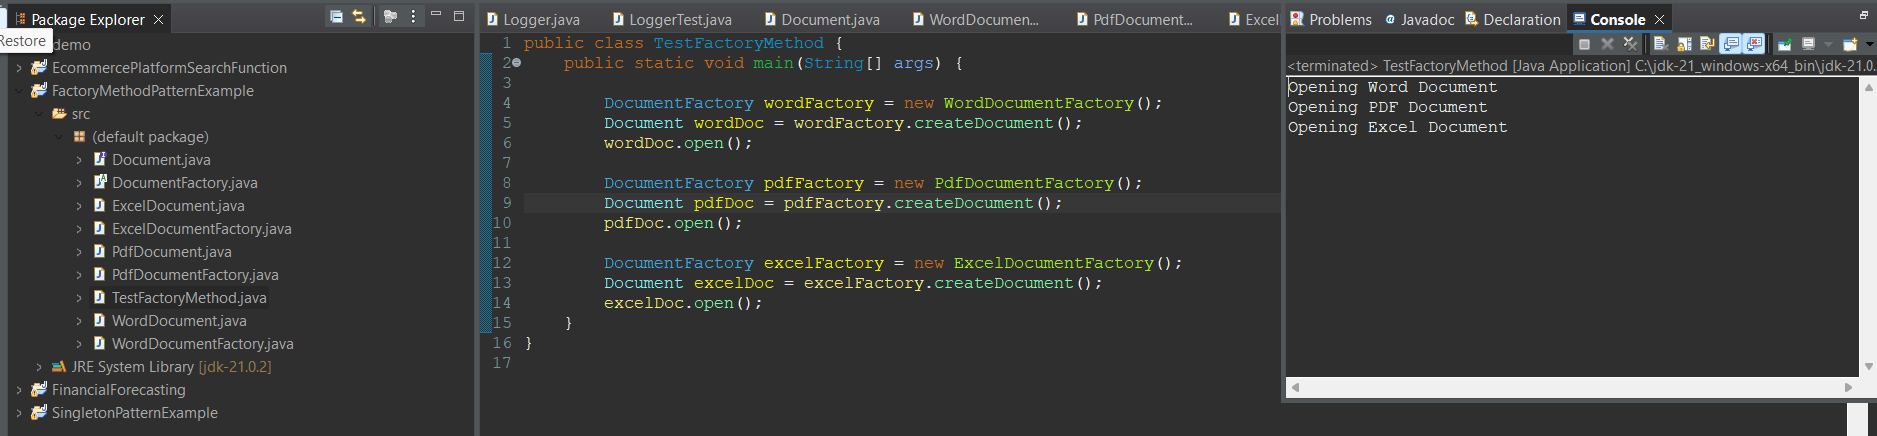 Package Explorer
Restore
demo
EcommercePlatformSearchFunction
FactoryMethodPatternExample
src
(default package)
Document.java
DocumentFactory.java
ExcelDocument.java
ExcelDocumentFactory.java
PdfDocument.java
PdfDocumentFactory.java
TestFactoryMethod.java
WordDocument.java
WordDocumentFactory.java
JRE System Library [jdk-21.0.2]
FinancialForecasting
SingletonPatternExample
Logger.java LoggerTest.java Document.java WordDocumen... PdfDocument... Excel
1 public class TestFactoryMethod {
2 public static void main(String[] args) {
3
4 DocumentFactory wordFactory = new WordDocumentFactory();
5 Document wordDoc = wordFactory.createDocument();
6 wordDoc.open();
7
8 DocumentFactory pdfFactory = new PdfDocumentFactory();
9 Document pdfDoc = pdfFactory.createDocument();
10 pdfDoc.open();
11
12 DocumentFactory excelFactory = new ExcelDocumentFactory();
13 Document excelDoc = excelFactory.createDocument();
14 excelDoc.open();
15 }
16 }
17
Problems Javadoc Declaration Console
<terminated> TestFactoryMethod [Java Application] C:\jdk-21_windows-x64_bin\jdk-21.0.
Opening Word Document
Opening PDF Document
Opening Excel Document